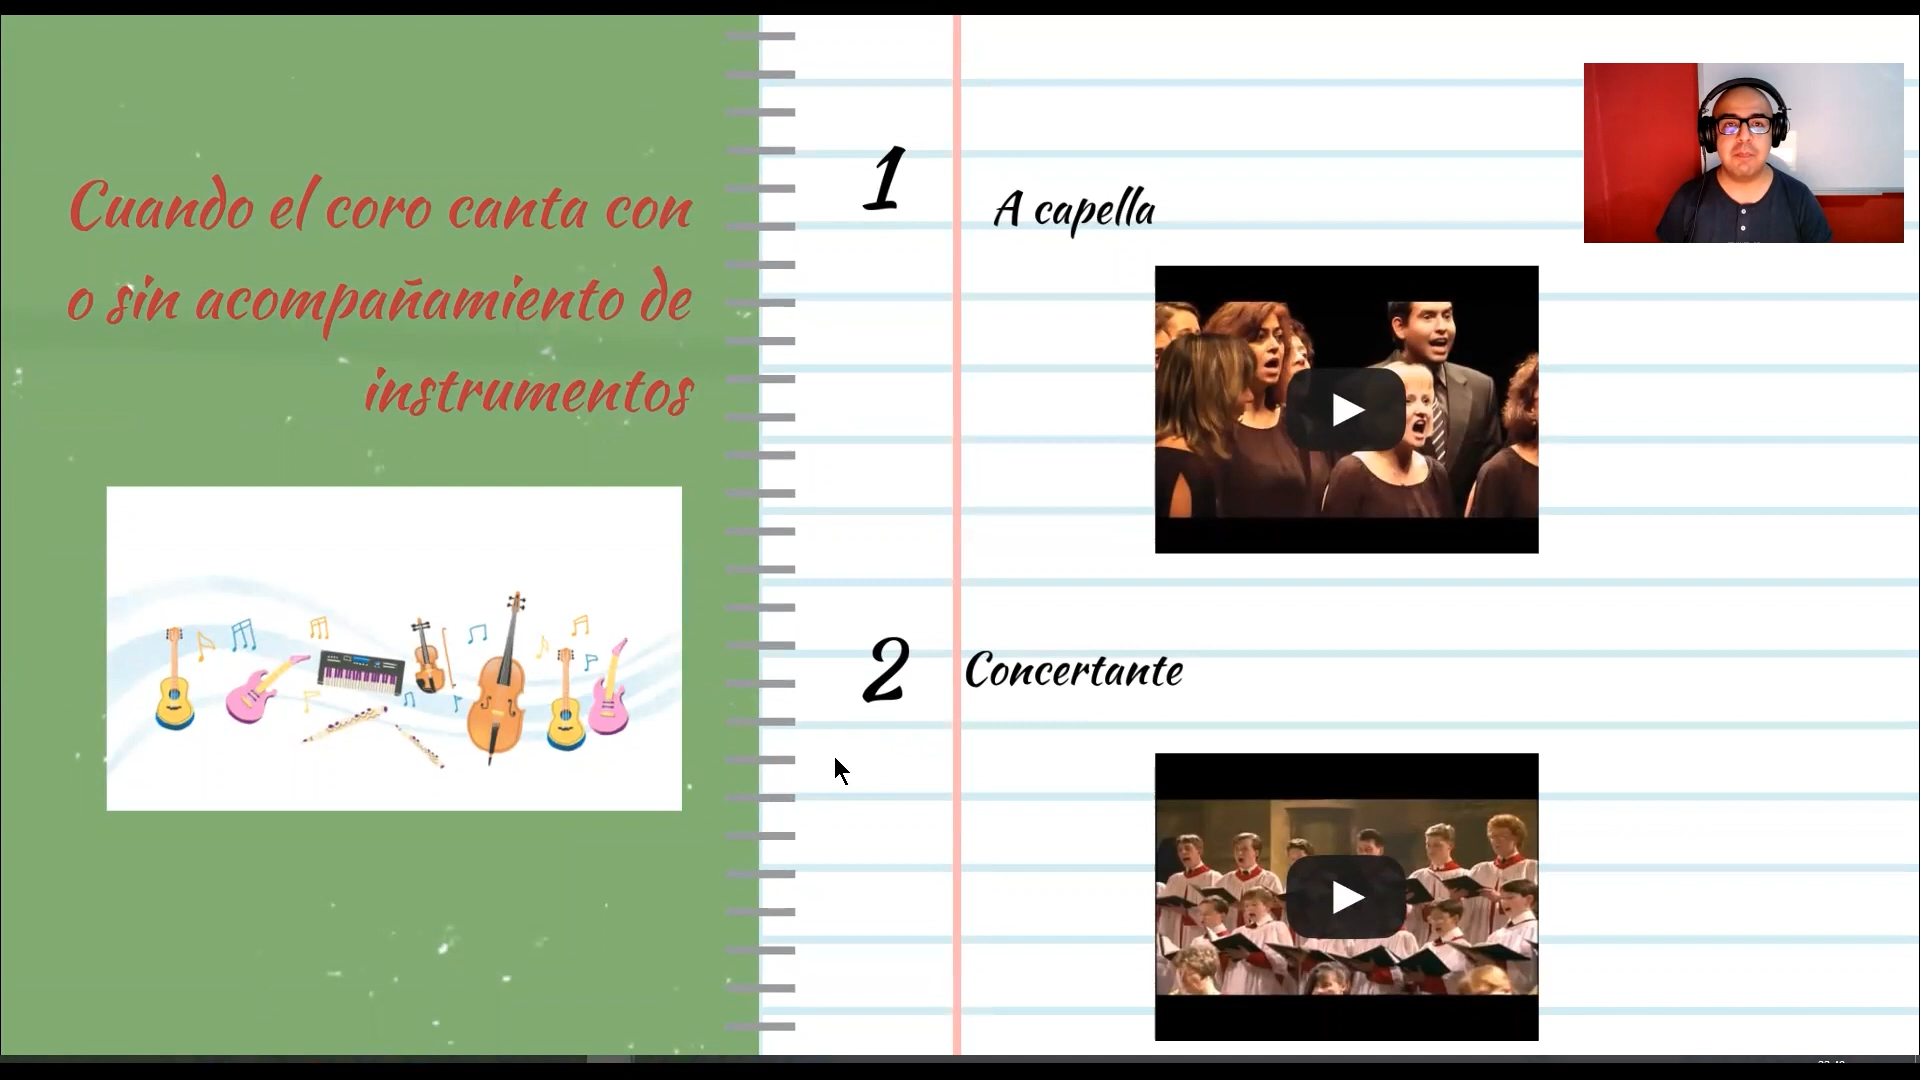 Cuando el coro canta con
o sin acompañamiento de
instrumentos
1
A capella
2
Concertante